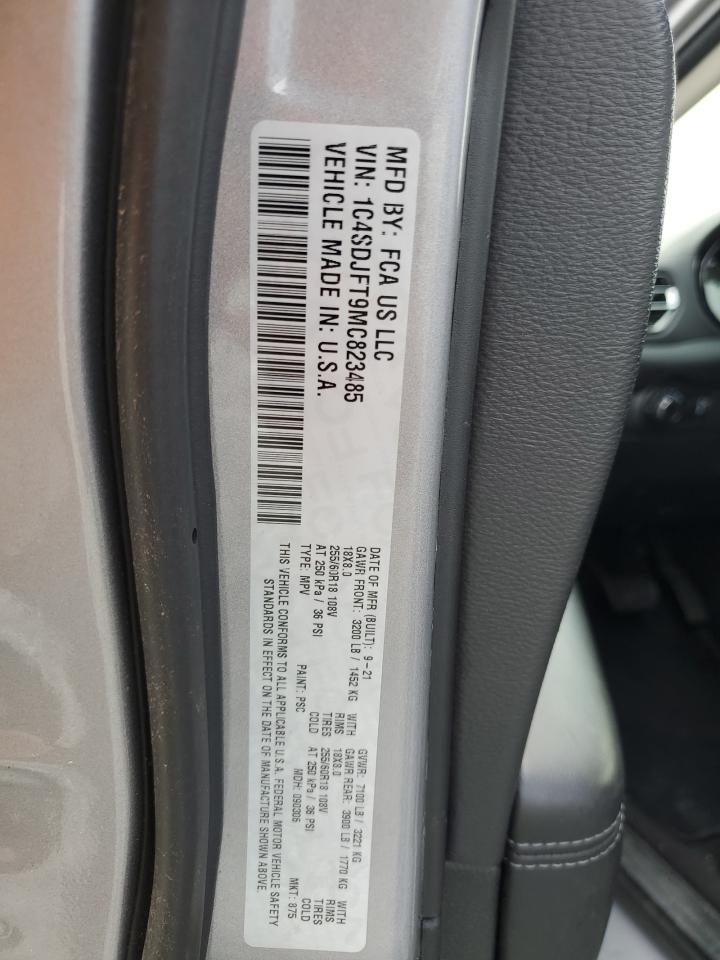 MFD BY: FCA US LLC
VIN: 1C4SDJFT9MC823485
VEHICLE MADE IN: U.S.A.
DATE OF MFR (BUILT): 9-21 GVWR: 7100 LB / 3221 KG
GAWR FRONT: 3200 LB / 1452 KG WITH GAWR REAR: 3900 LB / 1770 KG WITH
18X8.0 RIMS 18X8.0 RIMS
255/60R18 108V TIRES 255/60R18 108V TIRES
AT 250 kPa / 36 PSI COLD AT 250 kPa / 36 PSI COLD
TYPE: MPV PAINT: PSC MDH: 090306 MKT: 875
THIS VEHICLE CONFORMS TO ALL APPLICABLE U.S.A. FEDERAL MOTOR VEHICLE SAFETY
STANDARDS IN EFFECT ON THE DATE OF MANUFACTURE SHOWN ABOVE.